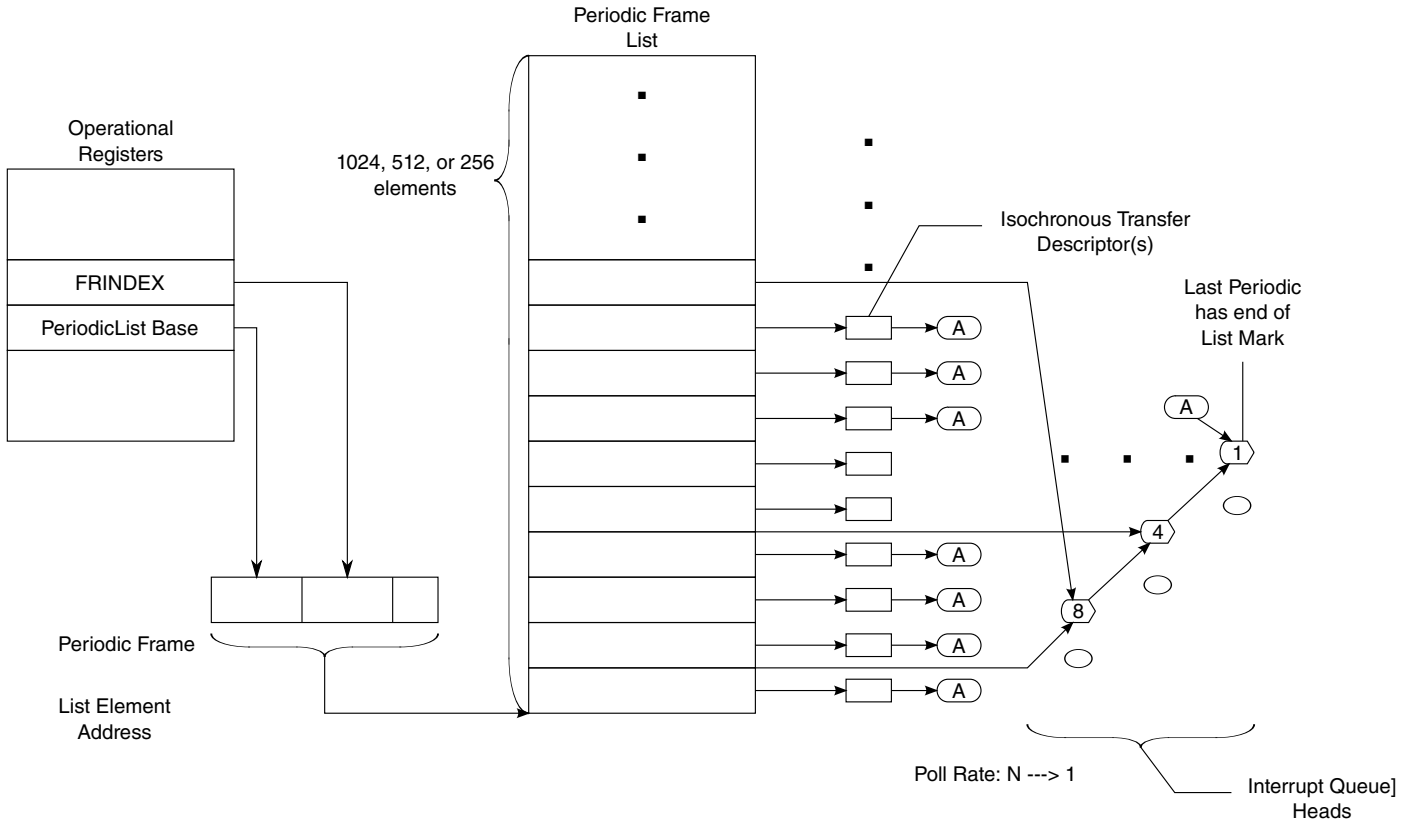 Periodic Frame
List
Operational
Registers
1024, 512, or 256
elements
Isochronous Transfer
Descriptor(s)
FRINDEX
Last Periodic
has end of
List Mark
PeriodicList Base
A
A
A
A
1
4
A
A
8
A
A
Periodic Frame
List Element
Address
Poll Rate: N ---> 1
Interrupt Queue]
Heads